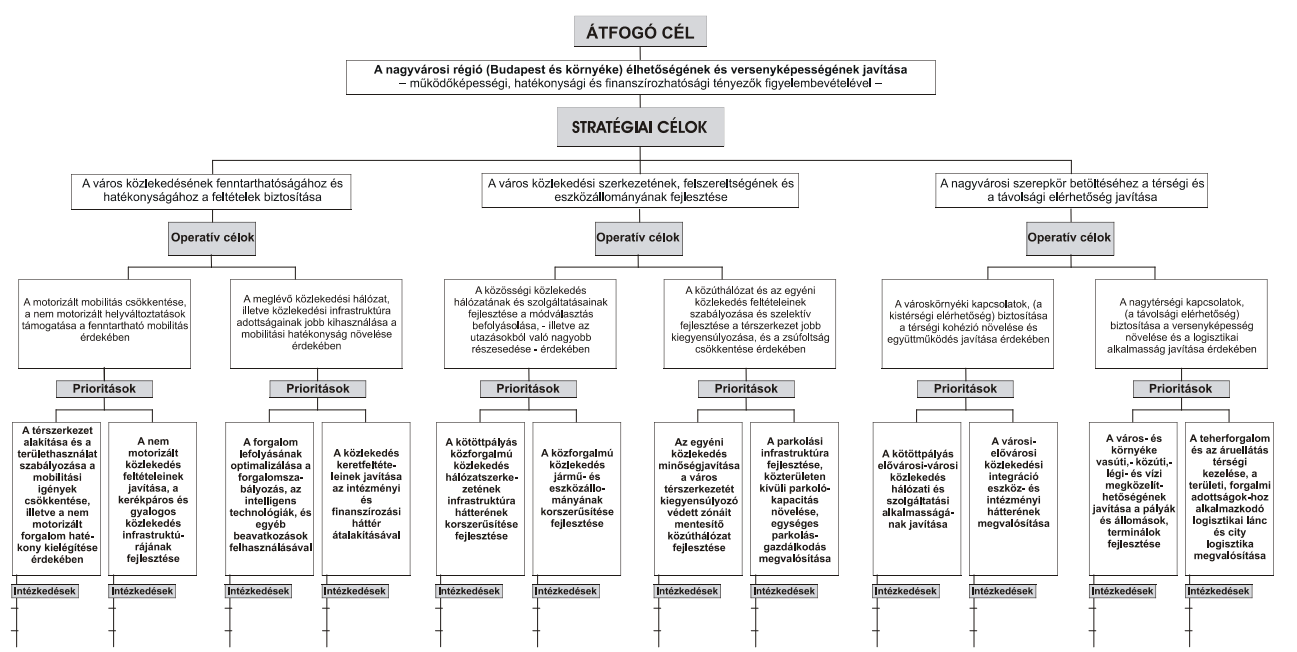 ÁTFOGÓ CÉL
A nagyvárosi régió (Budapest és környéke) élhetőségének és versenyképességének javítása
– működőképességi, hatékonysági és finanszírozhatósági tényezők figyelembevételével –
STRATÉGIAI CÉLOK
A város közlekedésének fenntarthatóságához és
hatékonyságához a feltételek biztosítása
A város közlekedési szerkezetének, felszereltségének és
eszközállományának fejlesztése
A nagyvárosi szerepkör betöltéséhez a térségi és
a távolsági elérhetőség javítása
Operatív célok
Operatív célok
Operatív célok
A motorizált mobilitás csökkentése,
a nem motorizált helyváltoztatások
támogatása a fenntartható mobilitás
érdekében
A meglévő közlekedési hálózat,
illetve közlekedési infrastruktúra
adottságainak jobb kihasználása a
mobilitási hatékonyság növelése
érdekében
A közösségi közlekedés
hálózatának és szolgáltatásainak
fejlesztése a módválasztás
befolyásolása, - illetve az
utazásokból való nagyobb
részesedése - érdekében
A közúthálózat és az egyéni
közlekedés feltételeinek
szabályozása és szelektív
fejlesztése a térszerkezet jobb
kiegyensúlyozása, és a zsúfoltság
csökkentése érdekében
A városkörnyéki kapcsolatok, (a
kistérségi elérhetőség) biztosítása
a térségi kohézió növelése és
együttműködés javítása érdekében
A nagytérségi kapcsolatok,
(a távolsági elérhetőség)
biztosítása a versenyképesség
növelése és a logisztikai
alkalmasság javítása érdekében
Prioritások
Prioritások
Prioritások
Prioritások
Prioritások
Prioritások
A térszerkezet
alakítása és a
területhasználat
szabályozása a
mobilitási
igények
csökkentése,
illetve a nem
motorizált
forgalom haté-
kony kielégítése
érdekében
A nem
motorizált
közlekedés
feltételeinek
javítása, a
kerékpáros és
gyalogos
közlekedés
infrastruktú-
rájának
fejlesztése
A forgalom
lefolyásának
optimalizálása a
forgalomsza-
bályozás, az
intelligens
technológiák, és
egyéb
beavatkozások
felhasználásával
A közlekedés
keretfeltéte-
leinek javítása
az intézményi
és
finanszírozási
háttér
átalakításával
A kötöttpályás
közforgalmú
közlekedés
hálózatszerke-
zetének
infrastruktúra
hátterének
korszerűsítése
fejlesztése
A közforgalmú
közlekedés
jármű- és
eszközállo-
mányának
korszerűsítése
fejlesztése
Az egyéni
közlekedés
minőségjavítása
a város
térszerkezetét
kiegyensúlyozó
védett zónáit
mentesítő
közúthálózat
fejlesztése
A parkolási
infrastruktúra
fejlesztése,
közterületen
kívüli parkoló-
kapacitás
növelése,
egységes
parkolás-
gazdálkodás
megvalósítása
A kötöttpályás
elővárosi-városi
közlekedés
hálózati és
szolgáltatási
alkalmasságá-
nak javítása
A városi-
elővárosi
közlekedési
integráció
eszköz- és
intézményi
hátterének
megvalósítása
A város- és
környéke
vasúti,- közúti,-
légi- és vízi
megközelít-
hetőségének
javítása a pályák
és állomások,
terminálok
fejlesztése
A teherforgalom
és az áruellátás
térségi
kezelése, a
területi, forgalmi
adottságok-hoz
alkalmazkodó
logisztikai lánc
és city
logisztika
megvalósítása
Intézkedések
Intézkedések
Intézkedések
Intézkedések
Intézkedések
Intézkedések
Intézkedések
Intézkedések
Intézkedések
Intézkedések
Intézkedések
Intézkedések